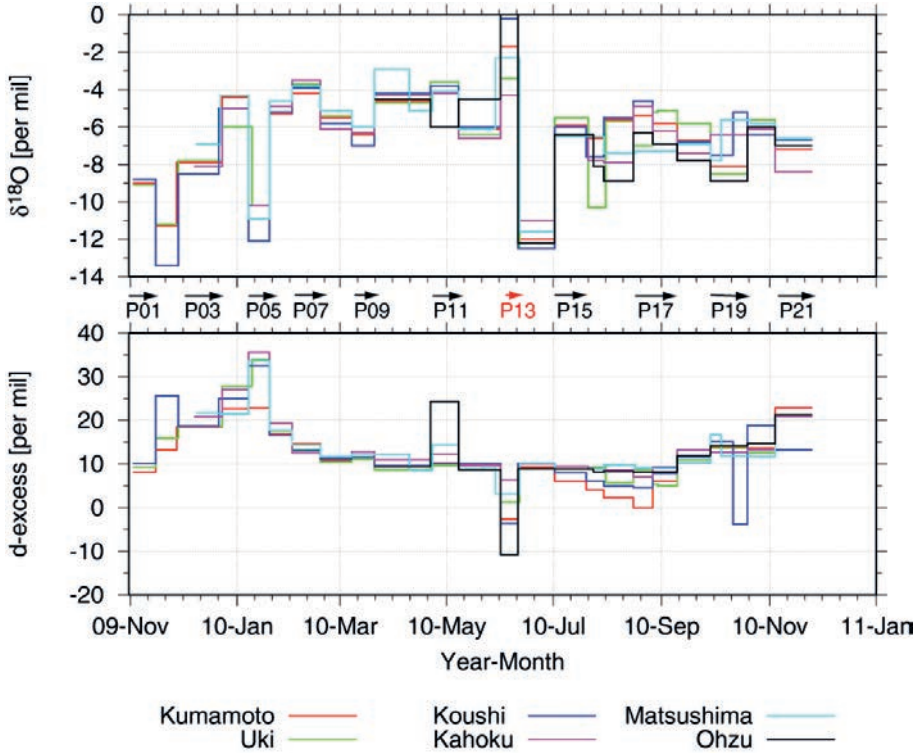 0
-2
-4
-6
-8
-10
-12
-14
δ18O [per mil]
P01 P03 P05 P07 P09 P11 P13 P15 P17 P19 P21
40
30
20
10
0
-10
-20
d-excess [per mil]
09-Nov 10-Jan 10-Mar 10-May 10-Jul 10-Sep 10-Nov 11-Jan
Year-Month
Kumamoto Koushi Matsushima
Uki Kahoku Ohzu